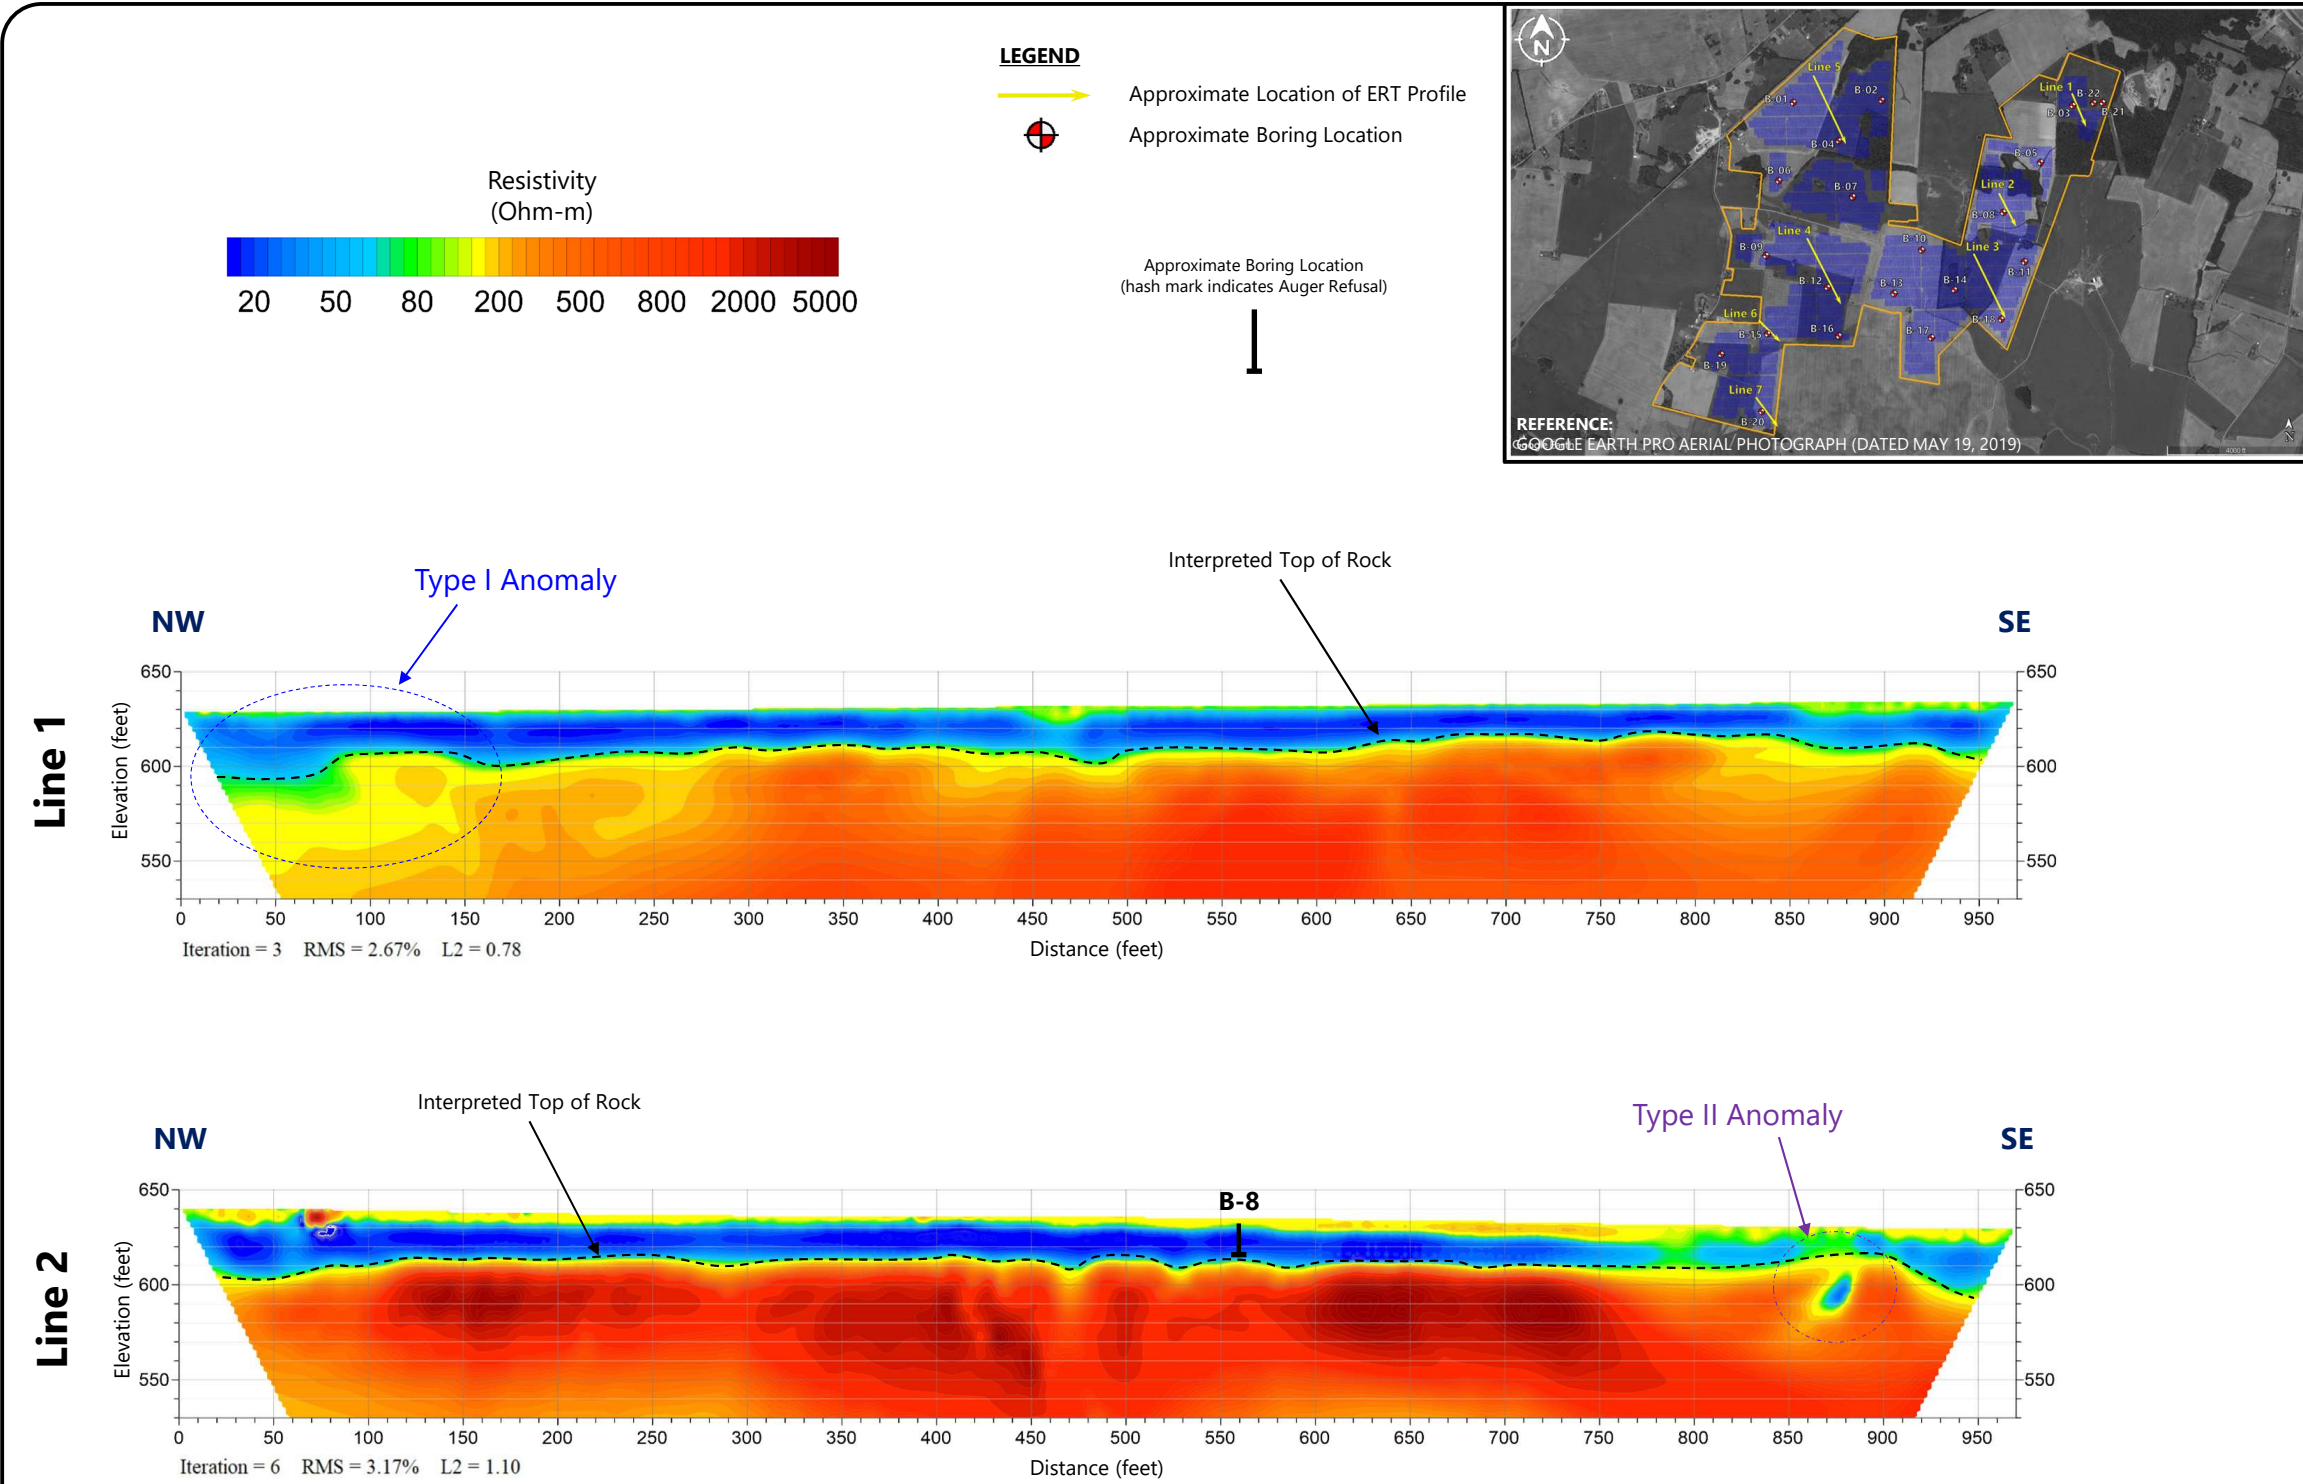 LEGEND
Approximate Location of ERT Profile
Approximate Boring Location
Resistivity
(Ohm-m)
20 50 80 200 500 800 2000 5000
Approximate Boring Location
(hash mark indicates Auger Refusal)
N
Line 5
B-01
B-02
B-04
B-06
B-07
Line 1
B-22
B-03
B-21
B-05
Line 2
B-08
Line 4
B-09
B-10
Line 3
B-11
B-12
B-13
B-14
Line 6
B-15
B-16
B-17
B-18
B-19
Line 7
B-20
REFERENCE:
GOOGLE EARTH PRO AERIAL PHOTOGRAPH (DATED MAY 19, 2019)
N
4000 ft
Line 1
Type I Anomaly
Interpreted Top of Rock
NW
SE
Elevation (feet)
650
600
550
650
600
550
0 50 100 150 200 250 300 350 400 450 500 550 600 650 700 750 800 850 900 950
Iteration = 3 RMS = 2.67% L2 = 0.78
Distance (feet)
Line 2
Interpreted Top of Rock
Type II Anomaly
NW
SE
B-8
Elevation (feet)
650
600
550
650
600
550
0 50 100 150 200 250 300 350 400 450 500 550 600 650 700 750 800 850 900 950
Iteration = 6 RMS = 3.17% L2 = 1.10
Distance (feet)